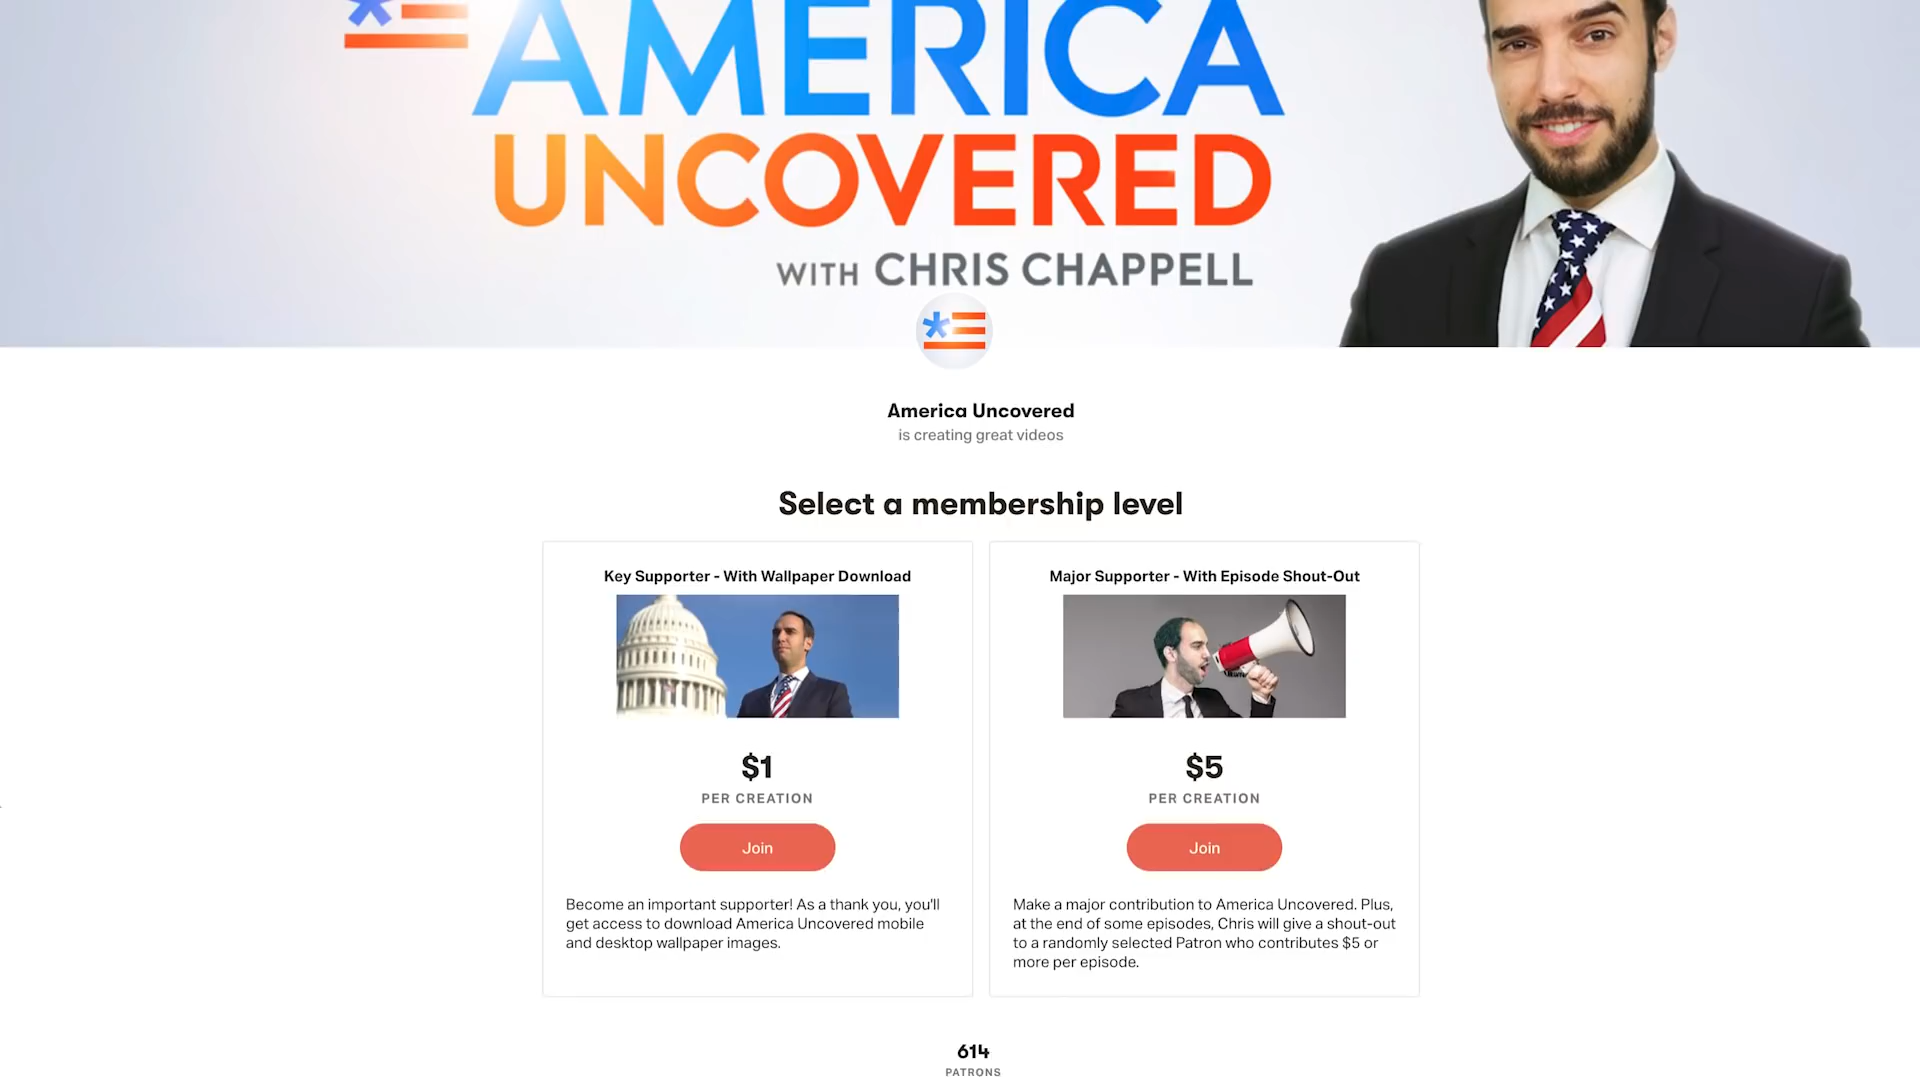 AMERICA
UNCOVERED
WITH CHRIS CHAPPELL
America Uncovered
is creating great videos
Select a membership level
Key Supporter - With Wallpaper Download
$1
PER CREATION
Join
Become an important supporter! As a thank you, you'll
get access to download America Uncovered mobile
and desktop wallpaper images.
Major Supporter - With Episode Shout-Out
$5
PER CREATION
Join
Make a major contribution to America Uncovered. Plus,
at the end of some episodes, Chris will give a shout-out
to a randomly selected Patron who contributes $5 or
more per episode.
614
PATRONS